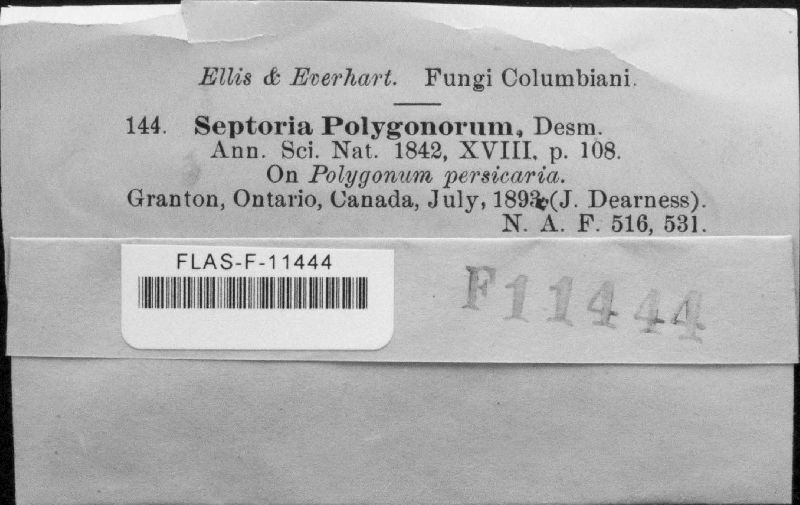 Ellis & Everhart. Fungi Columbiani.
144. Septoria Polygonorum, Desm.
Ann. Sci. Nat. 1842, XVIII, p. 108.
On Polygonum persicaria.
Granton, Ontario, Canada, July, (J. Dearness).
N. A. F. 516, 531.
FLAS-F-11444
F11444